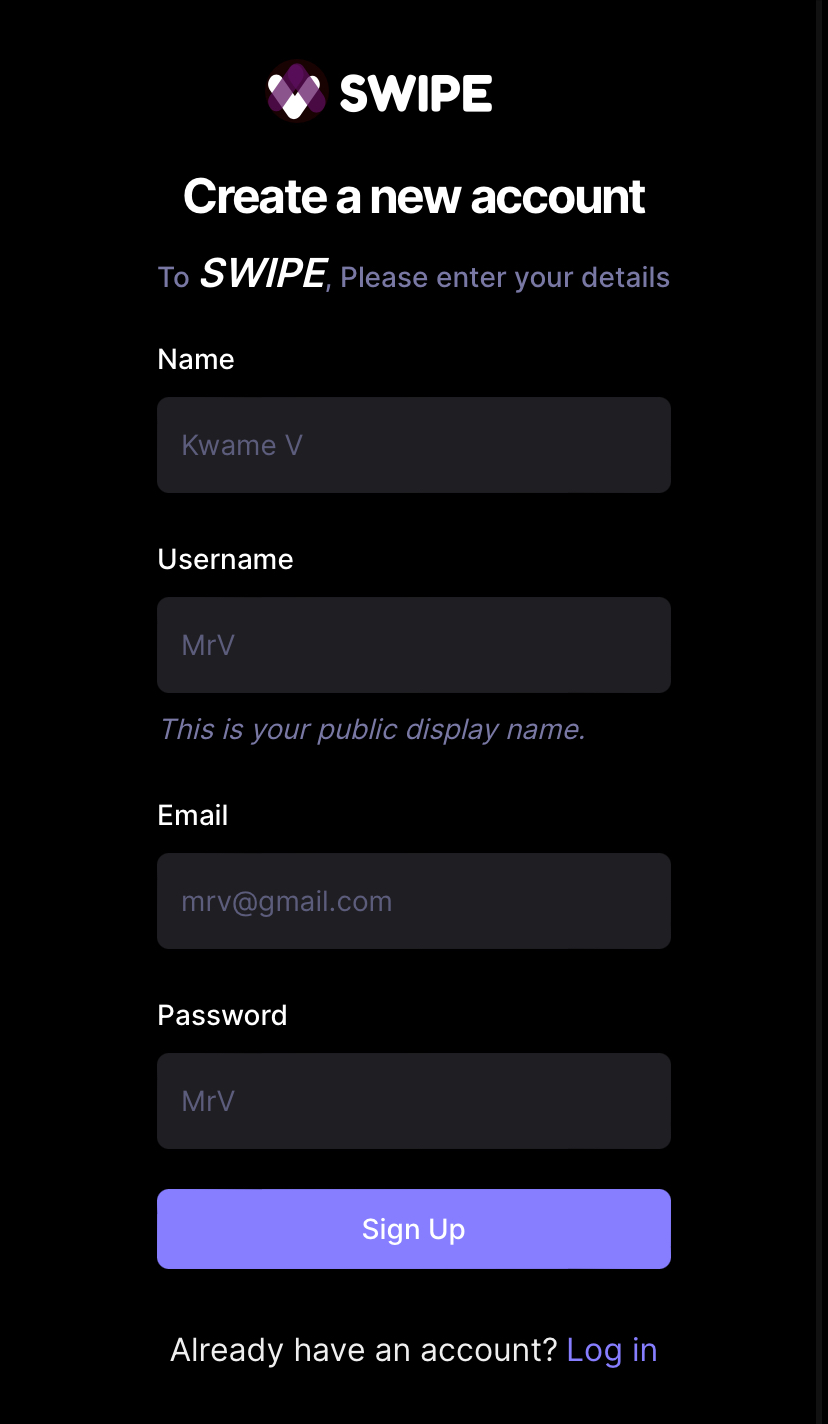 SWIPE
Create a new account
To SWIPE, Please enter your details
Name
Kwame V
Username
MrV
This is your public display name.
Email
mrv@gmail.com
Password
MrV
Sign Up
Already have an account? Log in